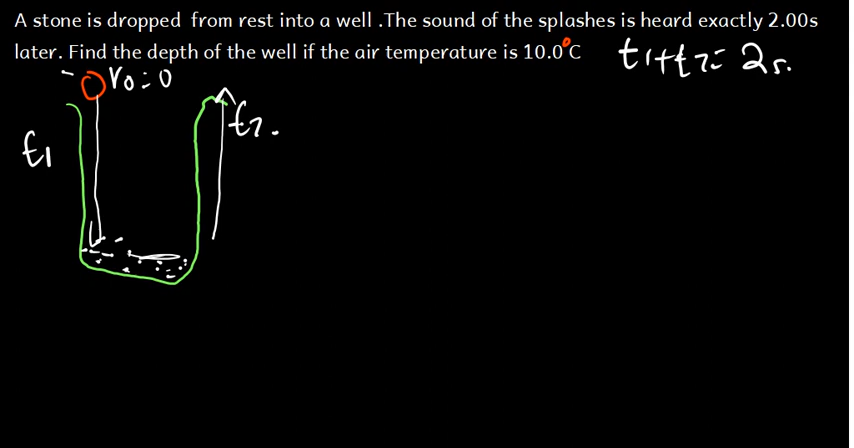 A stone is dropped from rest into a well .The sound of the splashes is heard exactly 2.00s
later. Find the depth of the well if the air temperature is 10.0°C
t1+t2= 2s.
v0=0
t1
t2.